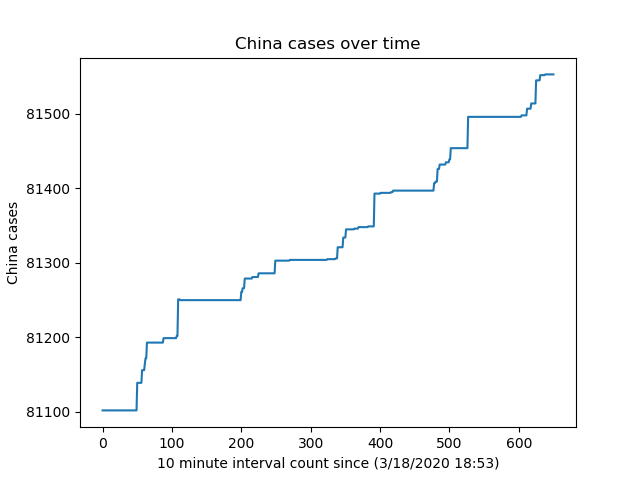 China cases over time
China cases
81500
81400
81300
81200
81100
0 100 200 300 400 500 600
10 minute interval count since (3/18/2020 18:53)